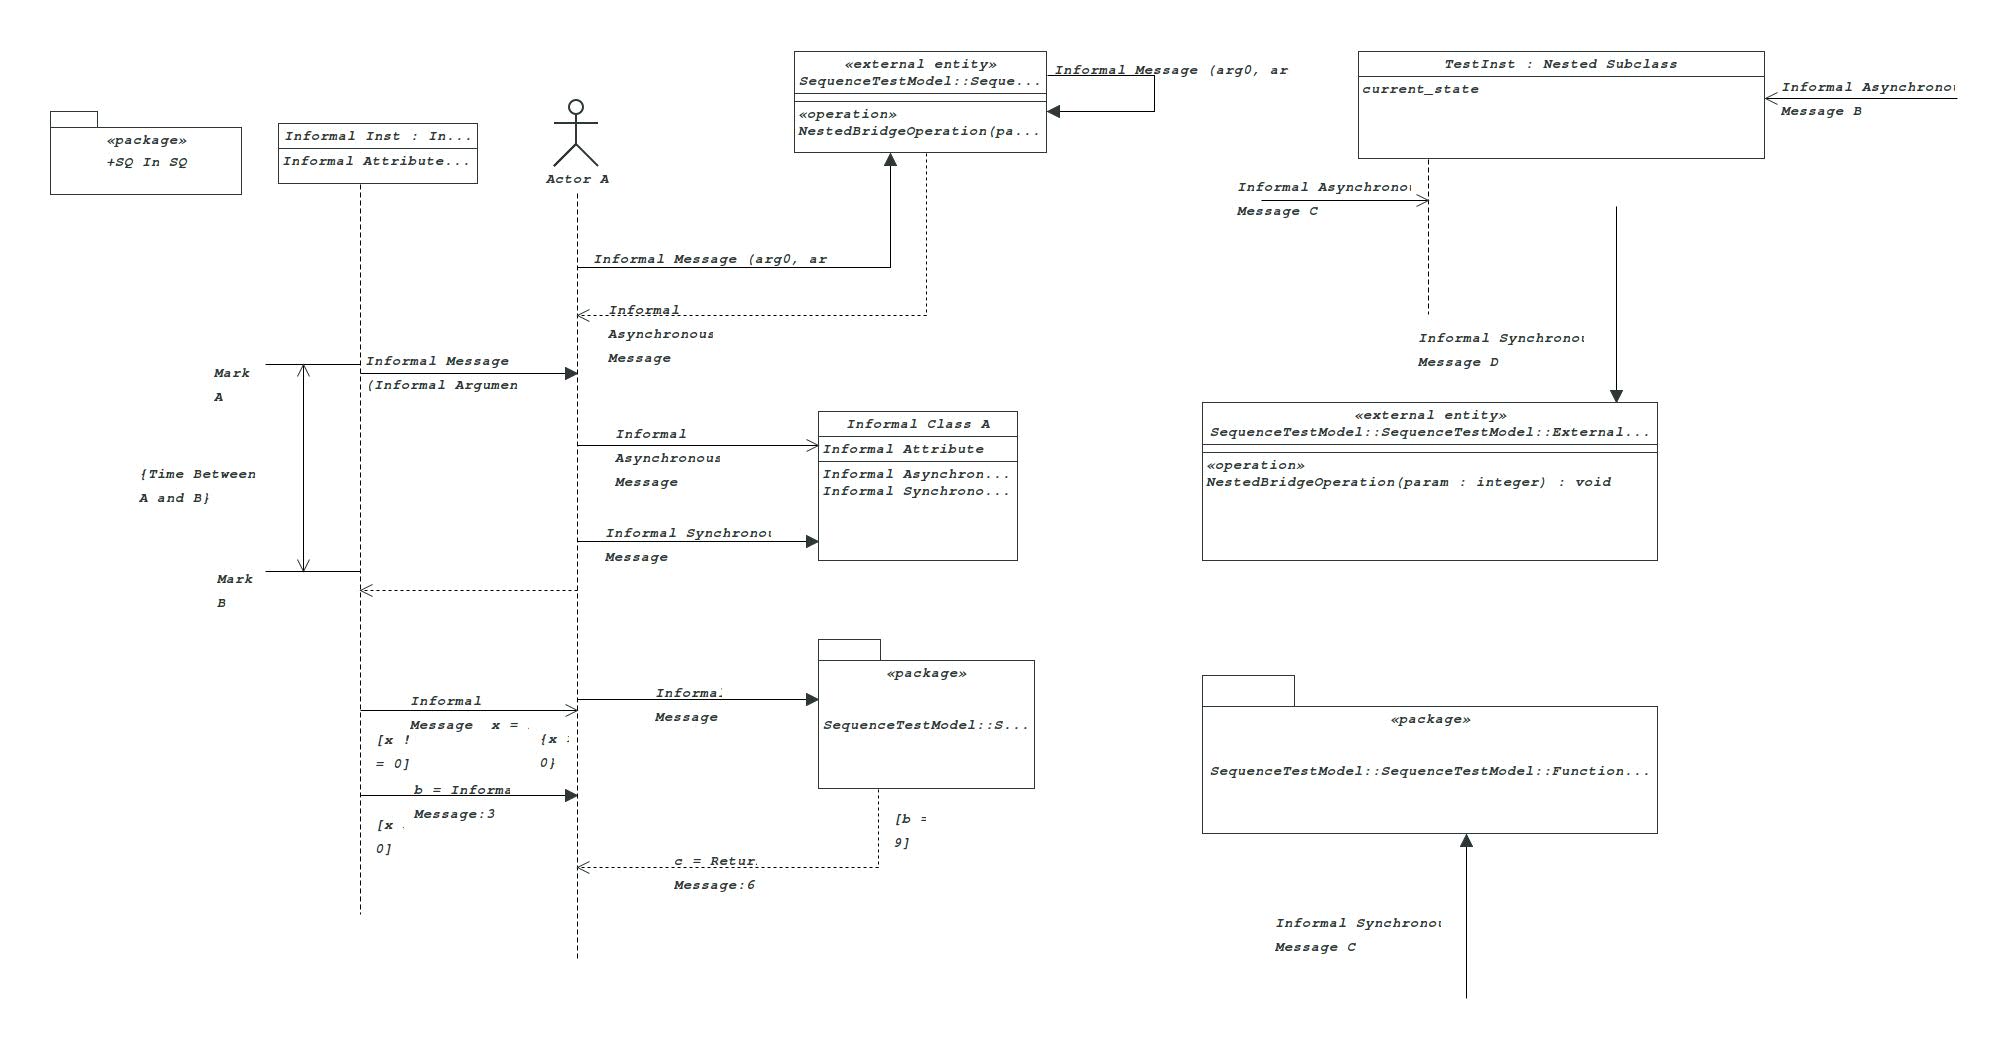 «package»
+SQ In SQ
Informal Inst : In...
Informal Attribute...
Actor A
«external entity»
SequenceTestModel::Seque...
«operation»
NestedBridgeOperation(pa...
Informal Message (arg0, ar
TestInst : Nested Subclass
current_state
Informal Asynchronou
Message B
Informal Asynchronou
Message C
Informal Message (arg0, ar
Informal
Asynchronous
Message
Informal Synchronou
Message D
Mark
A
Informal Message
(Informal Argumen
{Time Between
A and B}
Mark
B
Informal
Asynchronous
Message
Informal Synchronou
Message
Informal Class A
Informal Attribute
Informal Asynchron...
Informal Synchrono...
«external entity»
SequenceTestModel::SequenceTestModel::External...
«operation»
NestedBridgeOperation(param : integer) : void
Informal
Message x =
[x !
= 0]
{x
0}
b = Informa
Message:3
[x
0]
Informal
Message
«package»
SequenceTestModel::S...
[b =
9]
c = Retur
Message:6
«package»
SequenceTestModel::SequenceTestModel::Function...
Informal Synchronou
Message C